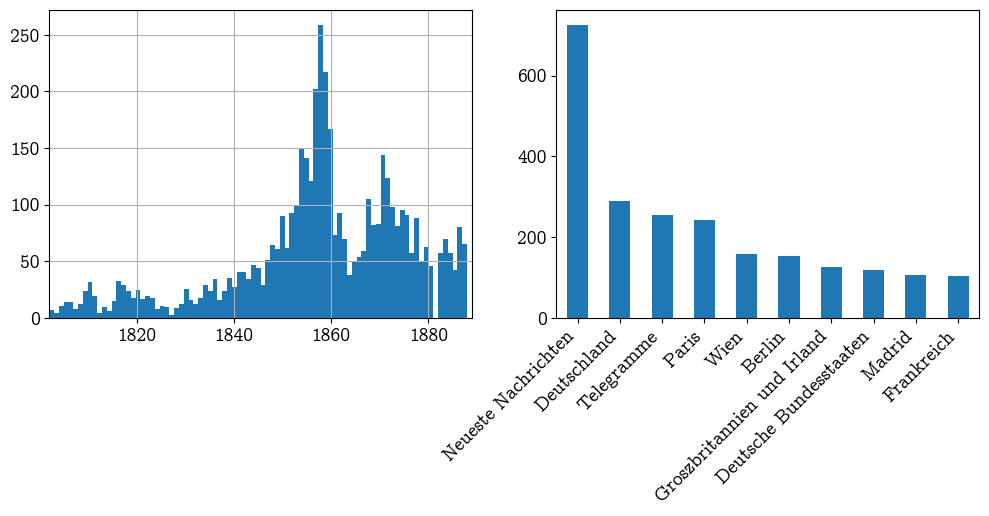 250
200
150
100
50
0
1820 1840 1860 1880
600
400
200
0
Neueste Nachrichten
Deutschland
Telegramme
Paris
Wien
Berlin
Groszbritannien und Irland
Deutsche Bundesstaaten
Madrid
Frankreich